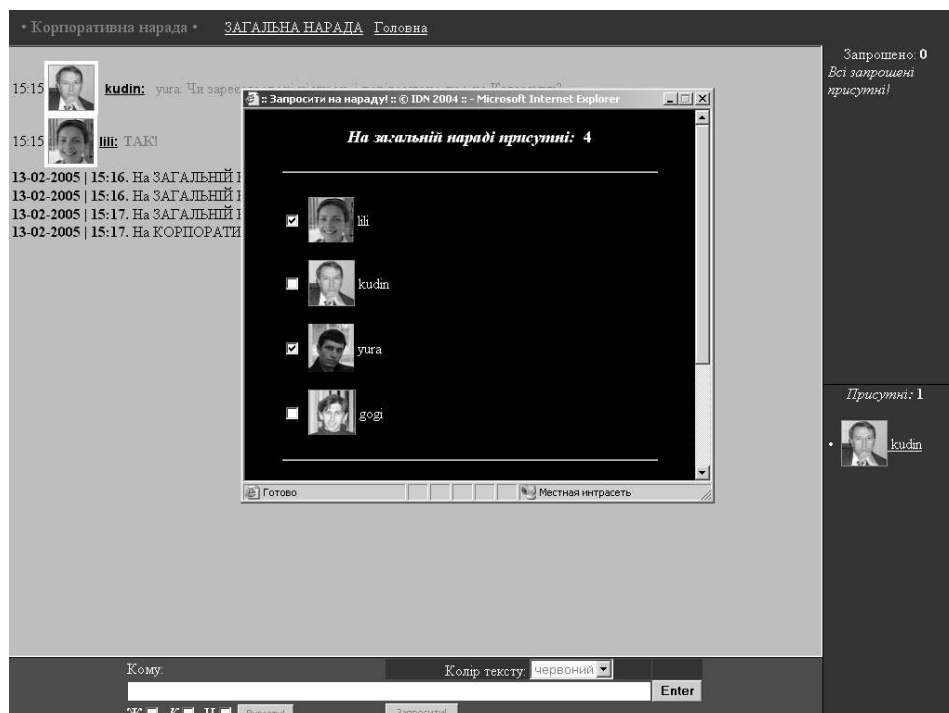 • Корпоративна нарада • ЗАГАЛЬНА НАРАДА Головна
Запрошено: 0
Всі запрошені
присутні!
15:15 kudin: yura: Чи
15:15 lili: ТАК!
13-02-2005 | 15:16. На ЗАГАЛЬНІЙ
13-02-2005 | 15:16. На ЗАГАЛЬНІЙ
13-02-2005 | 15:17. На ЗАГАЛЬНІЙ
13-02-2005 | 15:17. На КОРПОРАТИ
:: Запросити на нараду! :: © IDN 2004 :: - Microsoft Internet Explorer
На загальній нараді присутні: 4
lili
kudin
yura
gogi
Готово Местная интрасеть
Присутні: 1
• kudin
Кому: Колір тексту: червоний
Enter
Ж К Ч Запросити!